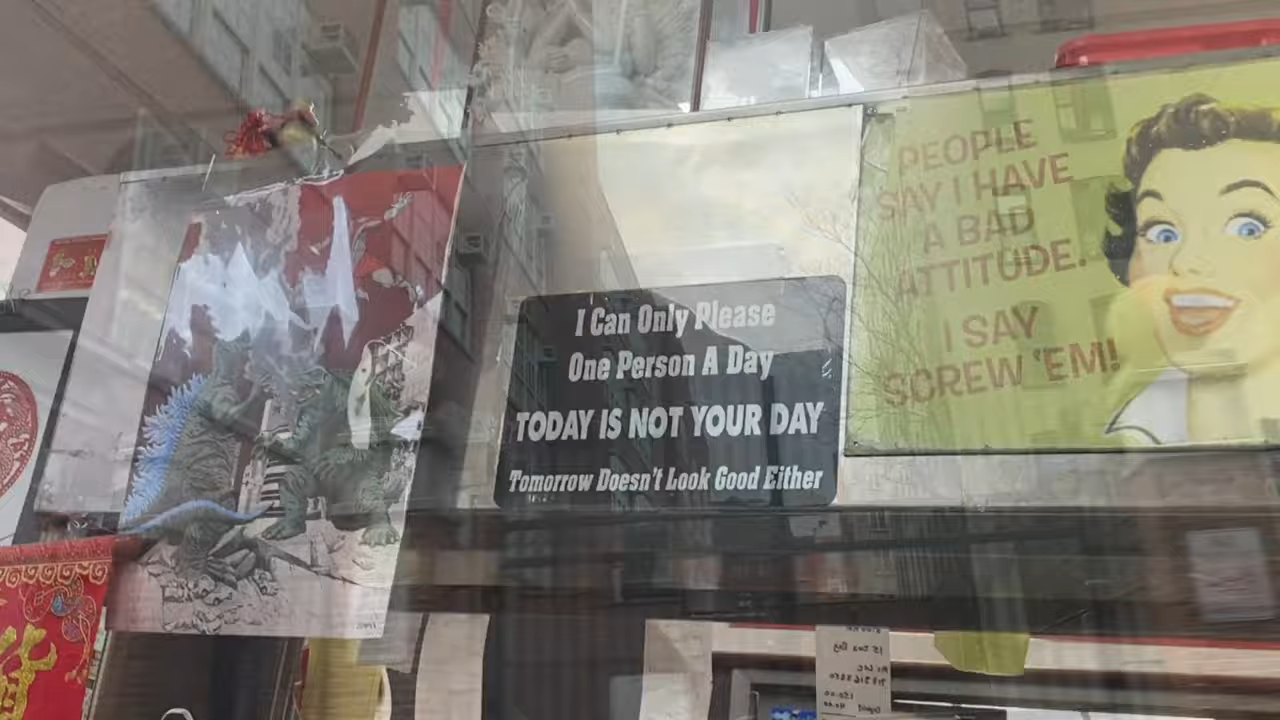 I Can Only Please
One Person A Day
TODAY IS NOT YOUR DAY
Tomorrow Doesn't Look Good Either
PEOPLE
SAY I HAVE
A BAD
ATTITUDE.
I SAY
SCREW 'EM!